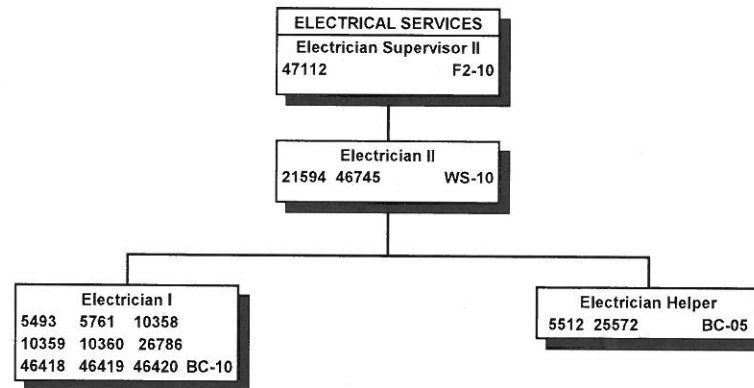 ELECTRICAL SERVICES
Electrician Supervisor II
47112 F2-10
Electrician II
21594 46745 WS-10
Electrician I
5493 5761 10358
10359 10360 26786
46418 46419 46420 BC-10
Electrician Helper
5512 25572 BC-05